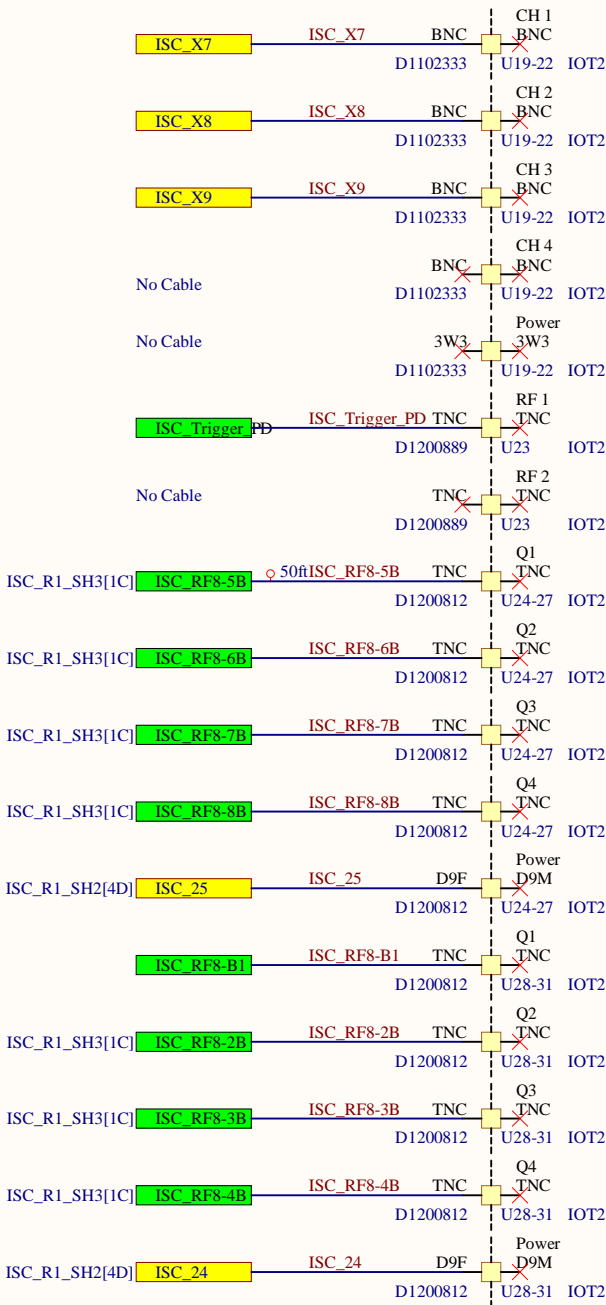 CH 1
ISC_X7 ISC_X7 BNC BNC
D1102333 U19-22 IOT2
CH 2
ISC_X8 ISC_X8 BNC BNC
D1102333 U19-22 IOT2
CH 3
ISC_X9 ISC_X9 BNC BNC
D1102333 U19-22 IOT2
CH 4
No Cable BNC BNC
D1102333 U19-22 IOT2
Power
No Cable 3W3 3W3
D1102333 U19-22 IOT2
RF 1
ISC_Trigger_PD ISC_Trigger_PD TNC TNC
D1200889 U23 IOT2
RF 2
No Cable TNC TNC
D1200889 U23 IOT2
Q1
ISC_R1_SH3[1C] ISC_RF8-5B 50ft ISC_RF8-5B TNC TNC
D1200812 U24-27 IOT2
Q2
ISC_R1_SH3[1C] ISC_RF8-6B ISC_RF8-6B TNC TNC
D1200812 U24-27 IOT2
Q3
ISC_R1_SH3[1C] ISC_RF8-7B ISC_RF8-7B TNC TNC
D1200812 U24-27 IOT2
Q4
ISC_R1_SH3[1C] ISC_RF8-8B ISC_RF8-8B TNC TNC
D1200812 U24-27 IOT2
Power
ISC_R1_SH2[4D] ISC_25 ISC_25 D9F D9M
D1200812 U24-27 IOT2
Q1
ISC_RF8-B1 ISC_RF8-B1 TNC TNC
D1200812 U28-31 IOT2
Q2
ISC_R1_SH3[1C] ISC_RF8-2B ISC_RF8-2B TNC TNC
D1200812 U28-31 IOT2
Q3
ISC_R1_SH3[1C] ISC_RF8-3B ISC_RF8-3B TNC TNC
D1200812 U28-31 IOT2
Q4
ISC_R1_SH3[1C] ISC_RF8-4B ISC_RF8-4B TNC TNC
D1200812 U28-31 IOT2
Power
ISC_R1_SH2[4D] ISC_24 ISC_24 D9F D9M
D1200812 U28-31 IOT2